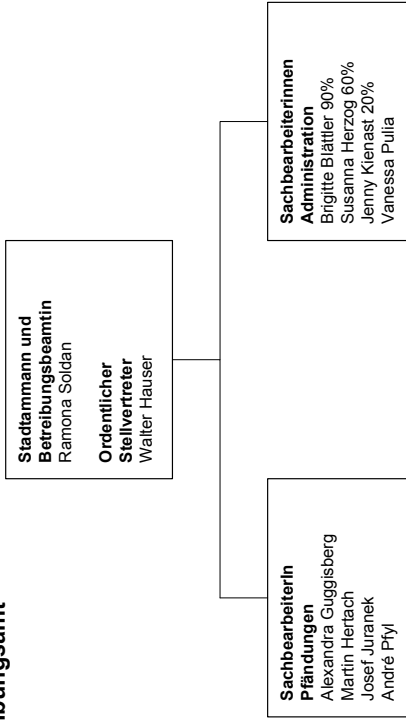 ibungsamt
Stadtammann und
Betreibungsbeamtin
Ramona Soldan
Ordentlicher
Stellvertreter
Walter Hauser
SachbearbeiterIn
Pfändungen
Alexandra Guggisberg
Martin Hertach
Josef Juranek
André Pfyl
Sachbearbeiterinnen
Administration
Brigitte Blättler 90%
Susanna Herzog 60%
Jenny Kienast 20%
Vanessa Pulia